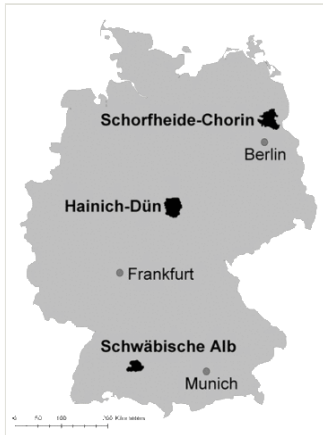 Schorfheide-Chorin
Berlin
Hainich-Dün
Frankfurt
Schwäbische Alb
Munich